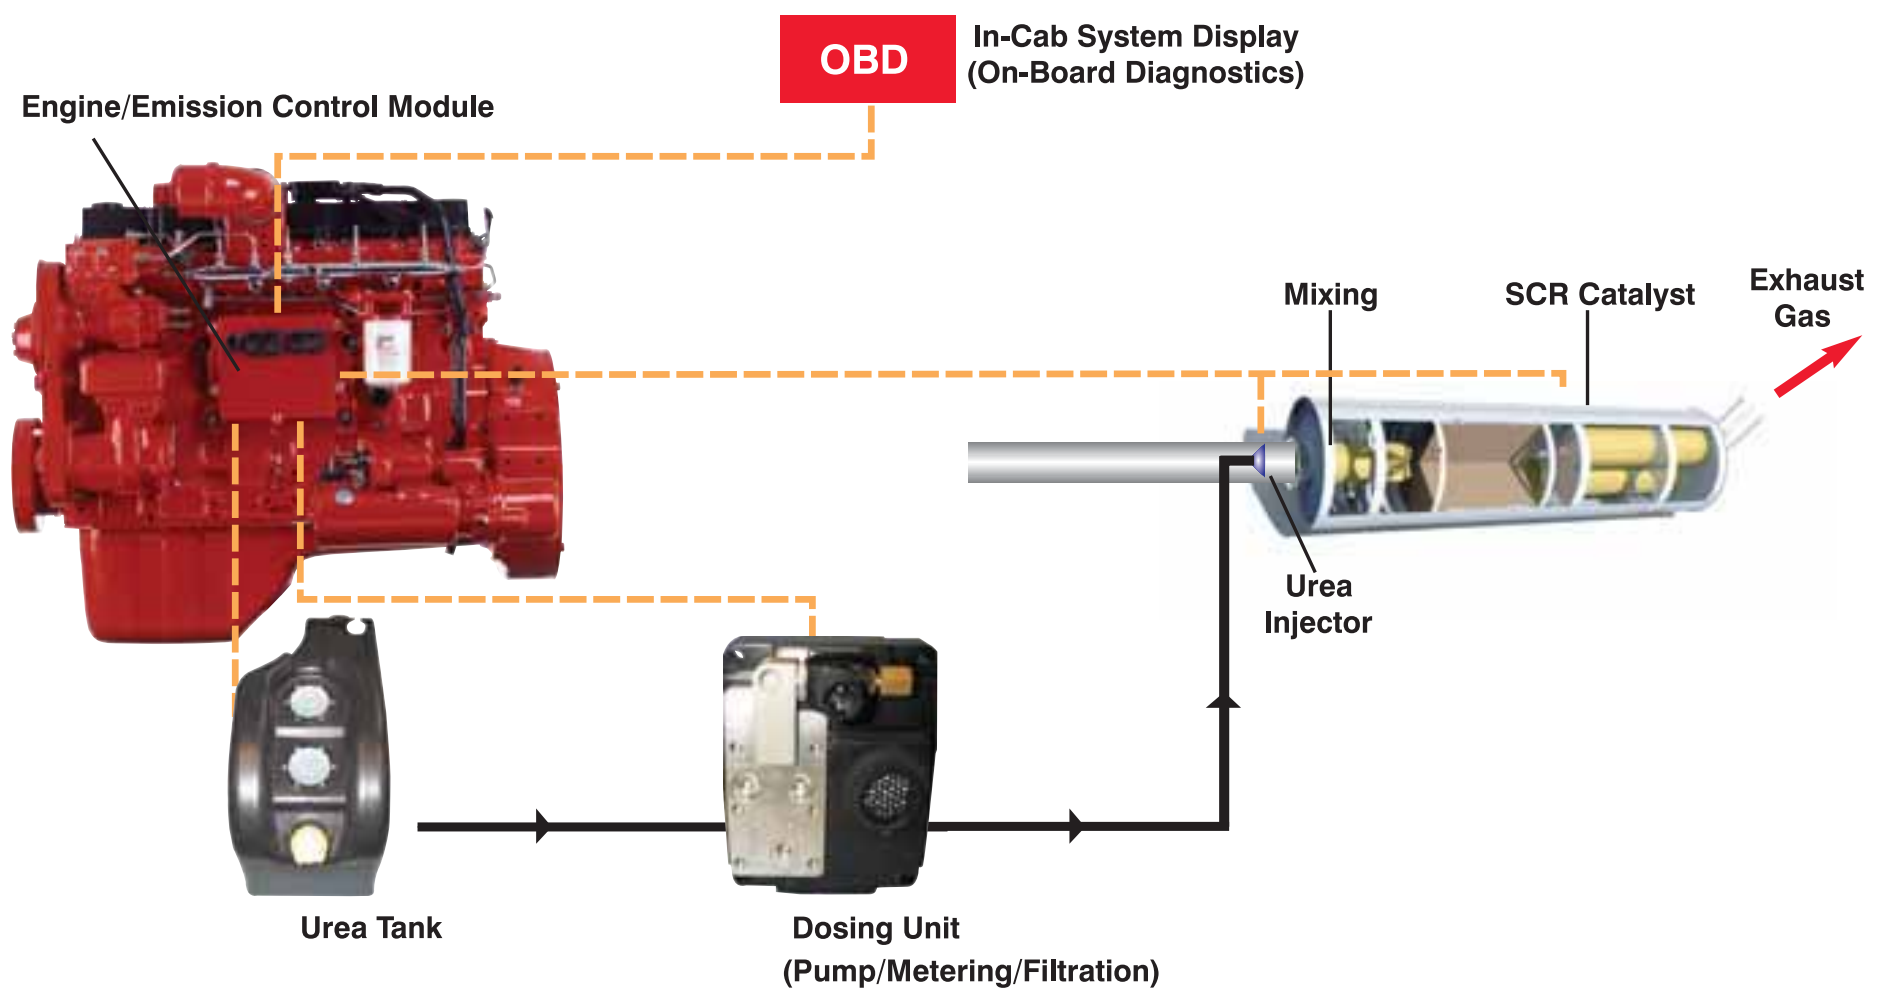 OBD
In-Cab System Display
(On-Board Diagnostics)
Engine/Emission Control Module
Mixing
SCR Catalyst
Exhaust
Gas
Urea
Injector
Urea Tank
Dosing Unit
(Pump/Metering/Filtration)